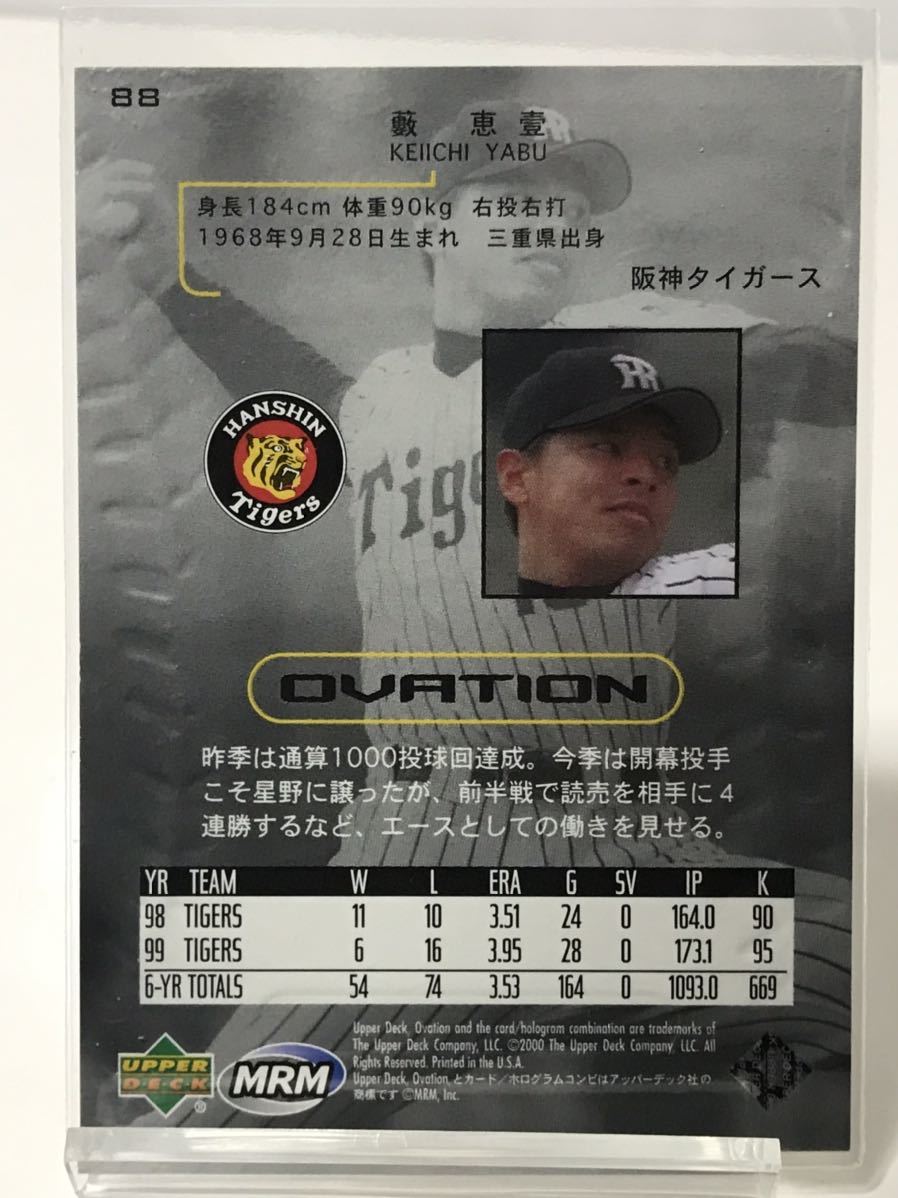 88
藪 恵壹
KEIICHI YABU
身長184cm 体重90kg 右投右打
1968年9月28日生まれ 三重県出身
阪神タイガース
HANSHIN
Tigers
Tige
OVATION
昨季は通算1000投球回達成。今季は開幕投手
こそ星野に譲ったが、前半戦で読売を相手に4
連勝するなど、エースとしての働きを見せる。
YR TEAM W L ERA G SV IP K
98 TIGERS 11 10 3.51 24 0 164.0 90
99 TIGERS 6 16 3.95 28 0 173.1 95
6-YR TOTALS 54 74 3.53 164 0 1093.0 669
Upper Deck, Ovation and the card/hologram combination are trademarks of
The Upper Deck Company, LLC. ©2000 The Upper Deck Company, LLC. All
Rights Reserved. Printed in the U.S.A.
Upper Deck, Ovation, とカード/ホログラムコンビはアッパーデック社の
商標です ©MRM, Inc.
UPPER
DECK
®
MRM